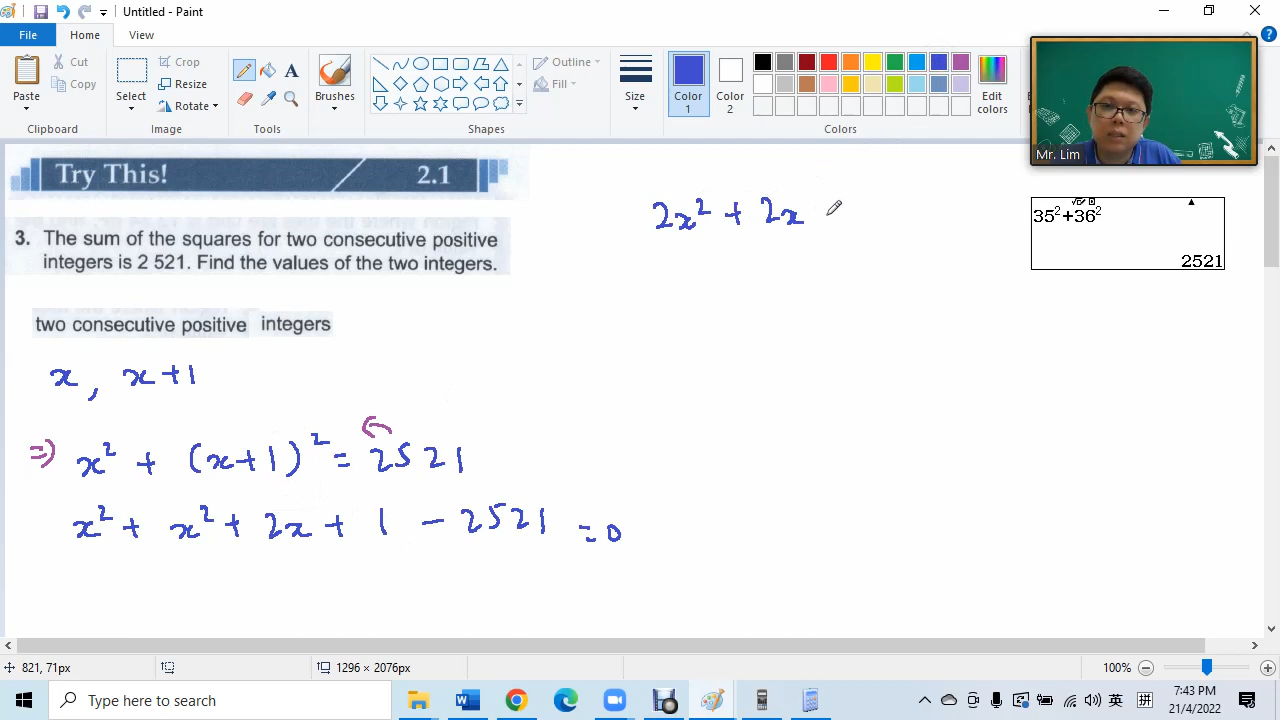 Untitled - Paint
File Home View
Paste Cut Copy Clipboard
Select Crop Resize Rotate Image
Tools
Brushes
Outline Fill Shapes
Size
Color 1 Color 2 Edit colors Colors
Mr. Lim
Try This! 2.1
3. The sum of the squares for two consecutive positive
integers is 2 521. Find the values of the two integers.
two consecutive positive integers
x, x+1
⇒ x² + (x+1)² = 2521
x² + x² + 2x + 1 − 2521 = 0
2x² + 2x
35²+36²
2521
821, 71px 1296 × 2076px 100%
Type here to search
英 拼 7:43 PM
21/4/2022